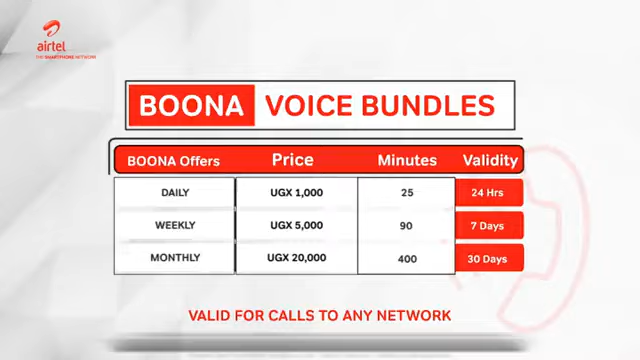 airtel
THE SMARTPHONE NETWORK
BOONA VOICE BUNDLES
BOONA Offers Price Minutes Validity
DAILY UGX 1,000 25 24 Hrs
WEEKLY UGX 5,000 90 7 Days
MONTHLY UGX 20,000 400 30 Days
VALID FOR CALLS TO ANY NETWORK